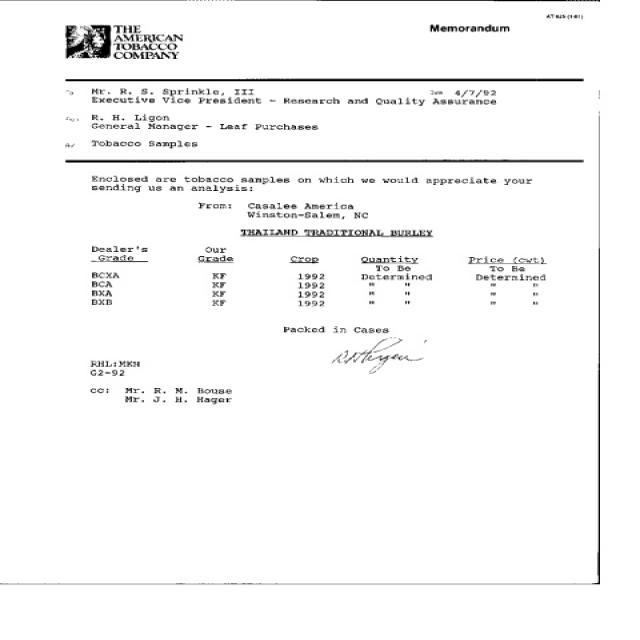 AT 825 (1-81)
THE
AMERICAN
TOBACCO
COMPANY
Memorandum
To Mr. R. S. Sprinkle, III Date 4/7/92
Executive Vice President - Research and Quality Assurance
R. H. Ligon
General Manager - Leaf Purchases
Tobacco Samples
Enclosed are tobacco samples on which we would appreciate your
sending us an analysis:
From: Casalee America
Winston-Salem, NC
THAILAND TRADITIONAL BURLEY
Dealer's Our
Grade Grade Crop Quantity Price (cwt)
To Be To Be
BCXA KF 1992 Determined Determined
BCA KF 1992 " " " "
BXA KF 1992 " " " "
BXB KF 1992 " " " "
Packed in Cases
RHL:MKN
G2-92
cc: Mr. R. M. Bouse
Mr. J. H. Hager